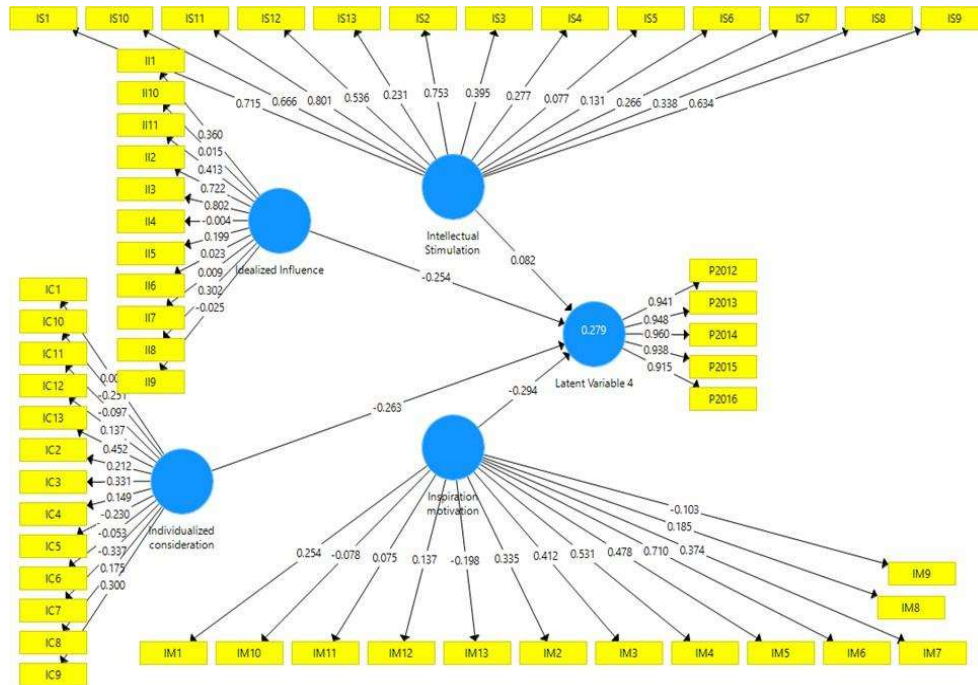 IS1 IS10 IS11 IS12 IS13 IS2 IS3 IS4 IS5 IS6 IS7 IS8 IS9
0.715 0.666 0.801 0.536 0.231 0.753 0.395 0.277 0.077 0.131 0.266 0.338 0.634
II1
II10
II11
II2
II3
II4
II5
II6
II7
II8
II9
0.360
0.015
0.413
0.722
0.802
-0.004
0.199
0.023
0.009
0.302
-0.025
Idealized Influence
Intellectual
Stimulation
0.082
-0.254
-0.263
-0.294
0.279
Latent Variable 4
0.941
0.948
0.960
0.938
0.915
P2012
P2013
P2014
P2015
P2016
IC1
IC10
IC11
IC12
IC13
IC2
IC3
IC4
IC5
IC6
IC7
IC8
IC9
-0.251
-0.097
0.137
0.452
0.212
0.331
0.149
-0.230
-0.053
-0.337
0.175
0.300
Individualized
consideration
Inspiration
motivation
0.254 -0.078 0.075 0.137 -0.198 0.335 0.412 0.531 0.478 0.710 0.374 0.185 -0.103
IM1 IM10 IM11 IM12 IM13 IM2 IM3 IM4 IM5 IM6 IM7
IM8
IM9